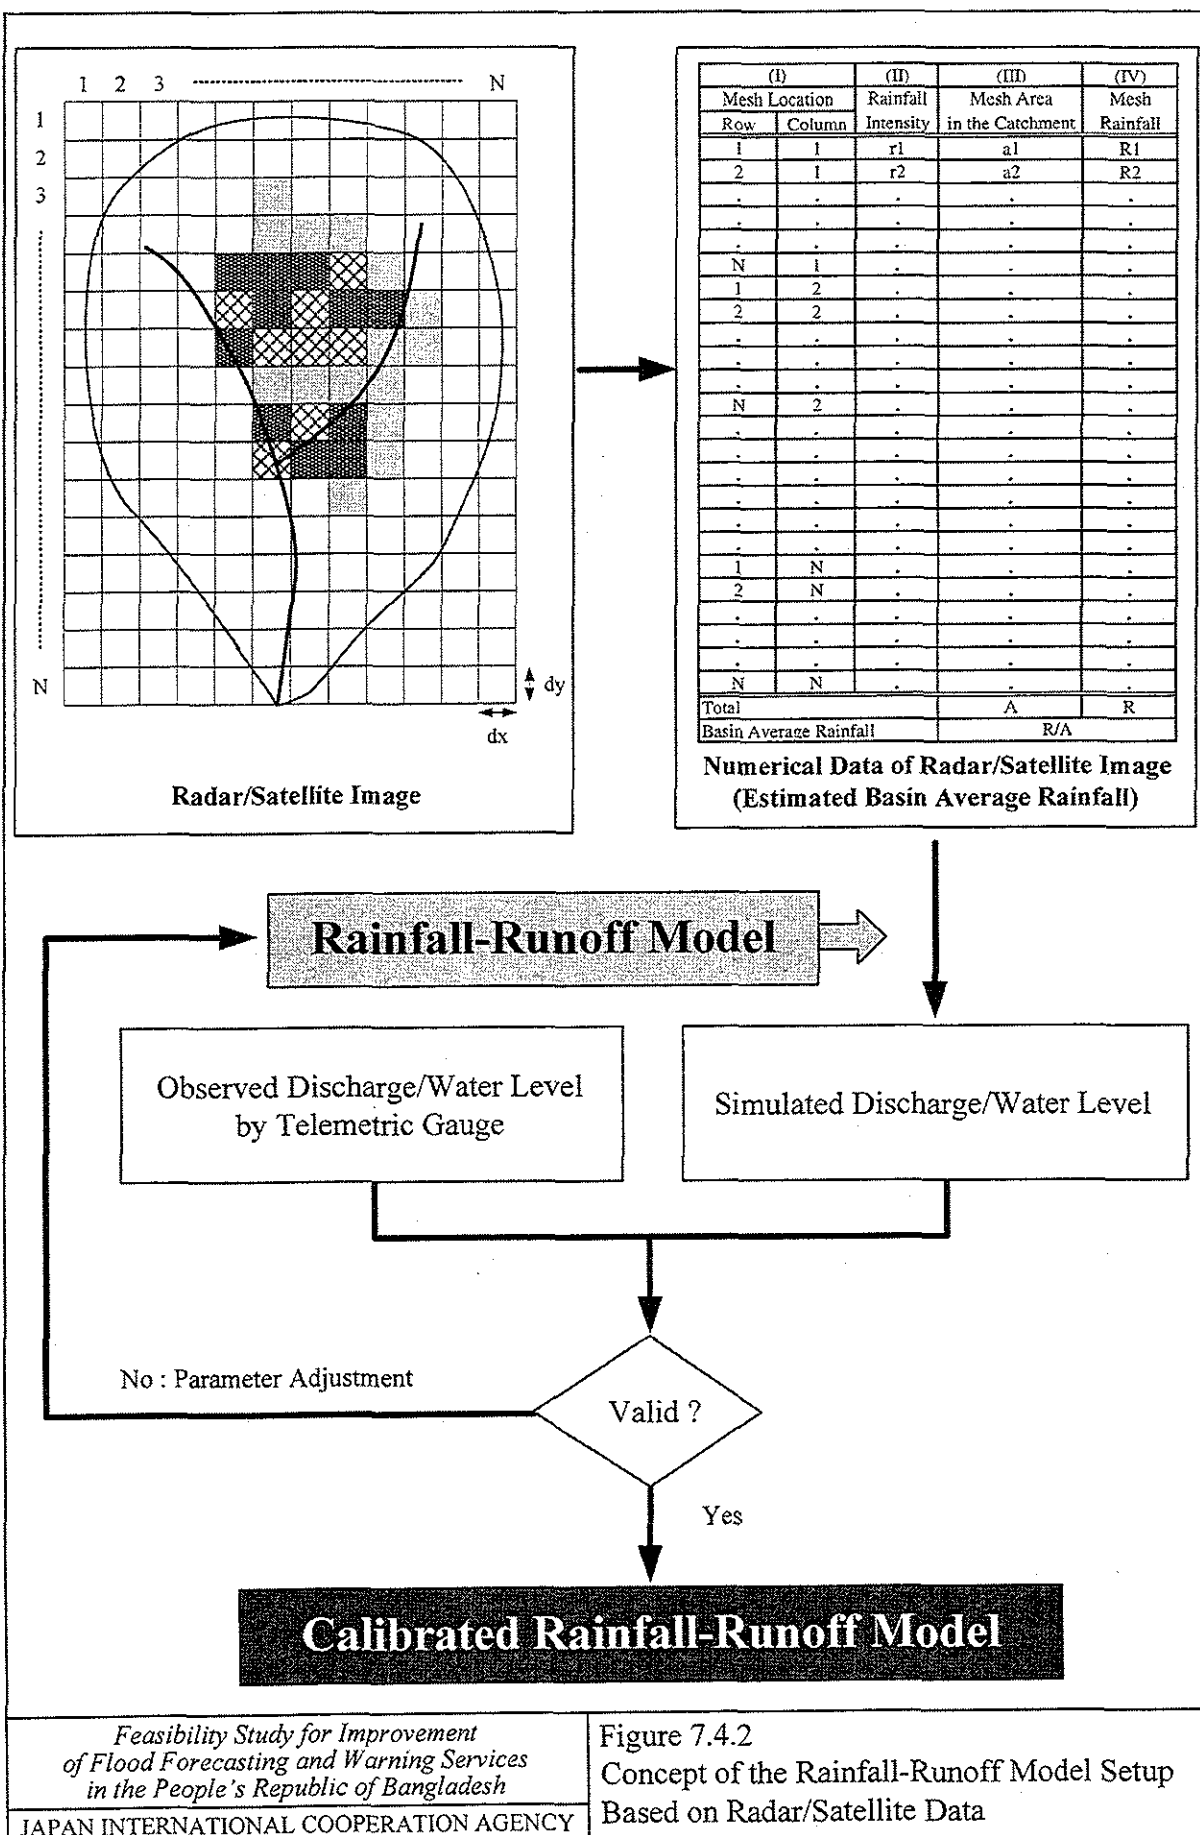 1 2 3 N
1
2
3
N
dy
dx
Radar/Satellite Image
(I) (II) (III) (IV)
Mesh Location Rainfall Mesh Area Mesh
Row Column Intensity in the Catchment Rainfall
1 1 r1 a1 R1
2 1 r2 a2 R2
. . . . .
. . . . .
. . . . .
N 1 . . .
1 2 . . .
2 2 . . .
. . . . .
. . . . .
. . . . .
N 2 . . .
. . . . .
. . . . .
. . . . .
. . . . .
. . . . .
. . . . .
1 N . . .
2 N . . .
. . . . .
. . . . .
. . . . .
N N . . .
Total A R
Basin Average Rainfall R/A
Numerical Data of Radar/Satellite Image
(Estimated Basin Average Rainfall)
Rainfall-Runoff Model
Observed Discharge/Water Level
by Telemetric Gauge
Simulated Discharge/Water Level
No : Parameter Adjustment
Valid ?
Yes
Calibrated Rainfall-Runoff Model
Feasibility Study for Improvement
of Flood Forecasting and Warning Services
in the People's Republic of Bangladesh
JAPAN INTERNATIONAL COOPERATION AGENCY
Figure 7.4.2
Concept of the Rainfall-Runoff Model Setup
Based on Radar/Satellite Data